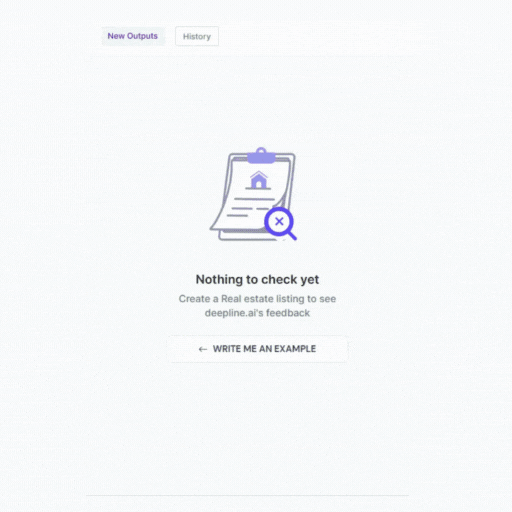 New Outputs
History
Nothing to check yet
Create a Real estate listing to see
deepline.ai's feedback
← WRITE ME AN EXAMPLE